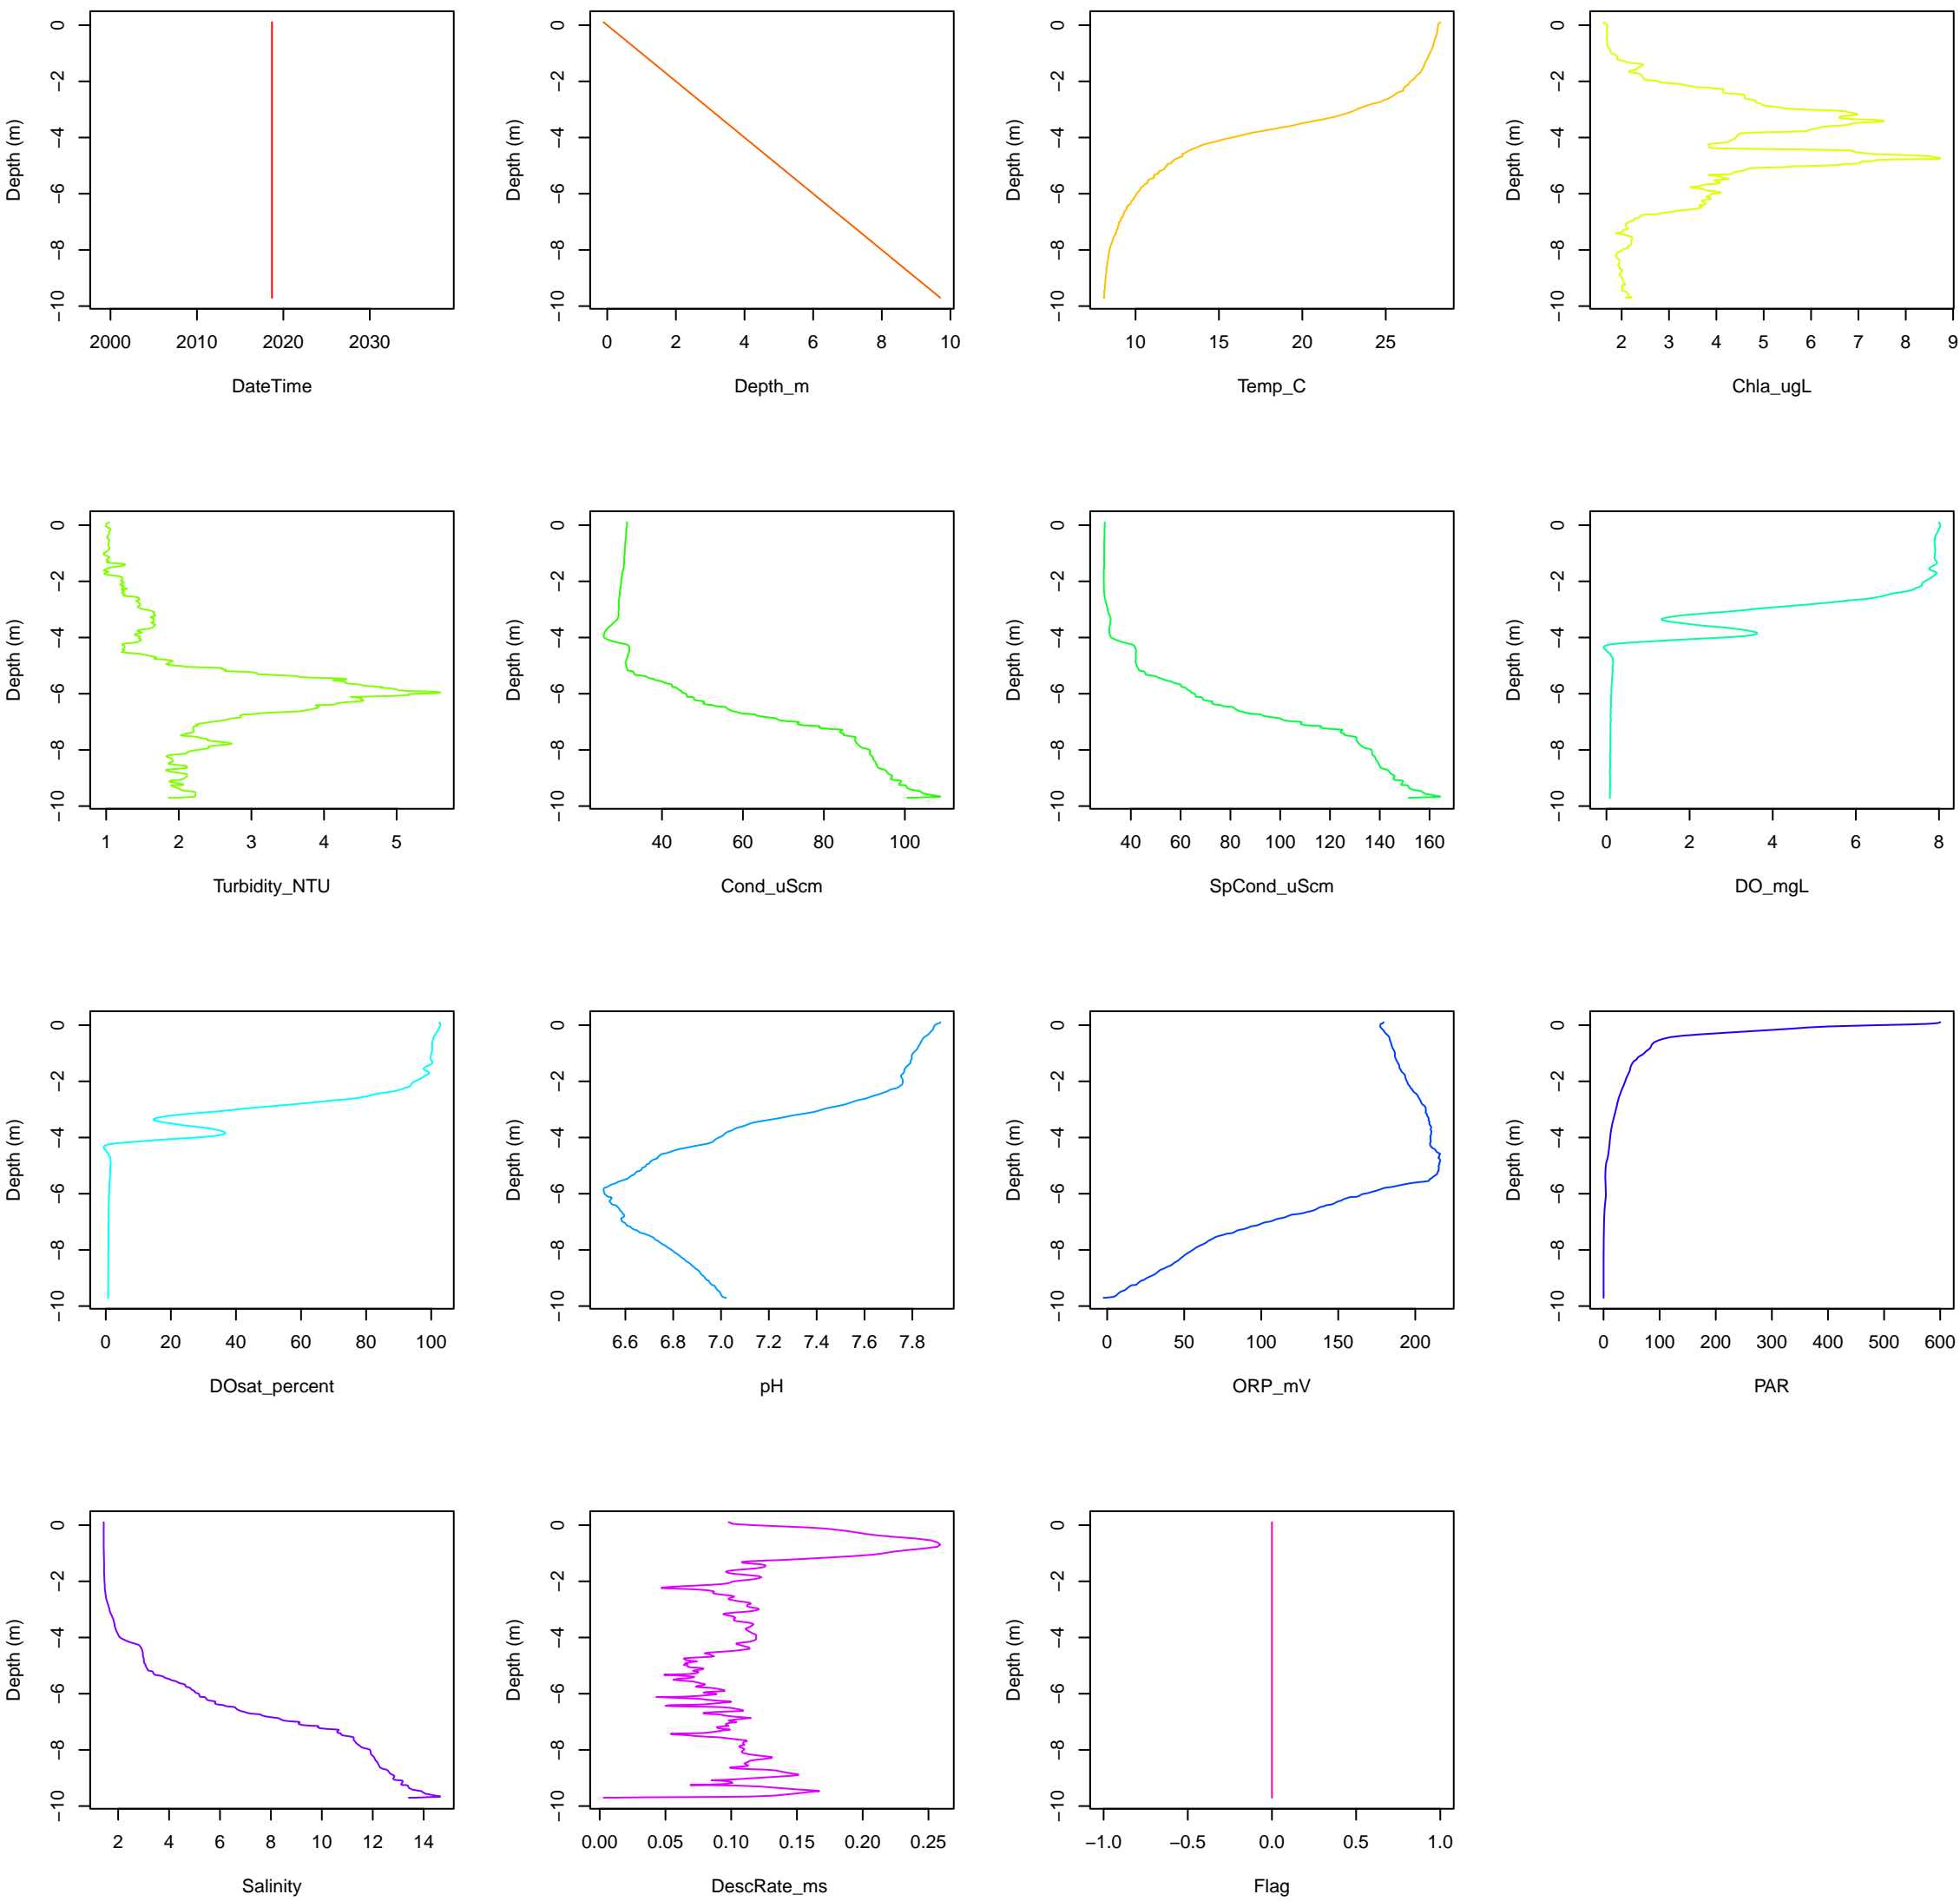 Depth (m)
0
−2
−4
−6
−8
−10
2000 2010 2020 2030
DateTime
Depth (m)
0
−2
−4
−6
−8
−10
0 2 4 6 8 10
Depth_m
Depth (m)
0
−2
−4
−6
−8
−10
10 15 20 25
Temp_C
Depth (m)
0
−2
−4
−6
−8
−10
2 3 4 5 6 7 8 9
Chla_ugL
Depth (m)
0
−2
−4
−6
−8
−10
1 2 3 4 5
Turbidity_NTU
Depth (m)
0
−2
−4
−6
−8
−10
40 60 80 100
Cond_uScm
Depth (m)
0
−2
−4
−6
−8
−10
40 60 80 100 120 140 160
SpCond_uScm
Depth (m)
0
−2
−4
−6
−8
−10
0 2 4 6 8
DO_mgL
Depth (m)
0
−2
−4
−6
−8
−10
0 20 40 60 80 100
DOsat_percent
Depth (m)
0
−2
−4
−6
−8
−10
6.6 6.8 7.0 7.2 7.4 7.6 7.8
pH
Depth (m)
0
−2
−4
−6
−8
−10
0 50 100 150 200
ORP_mV
Depth (m)
0
−2
−4
−6
−8
−10
0 100 200 300 400 500 600
PAR
Depth (m)
0
−2
−4
−6
−8
−10
2 4 6 8 10 12 14
Salinity
Depth (m)
0
−2
−4
−6
−8
−10
0.00 0.05 0.10 0.15 0.20 0.25
DescRate_ms
Depth (m)
0
−2
−4
−6
−8
−10
−1.0 −0.5 0.0 0.5 1.0
Flag